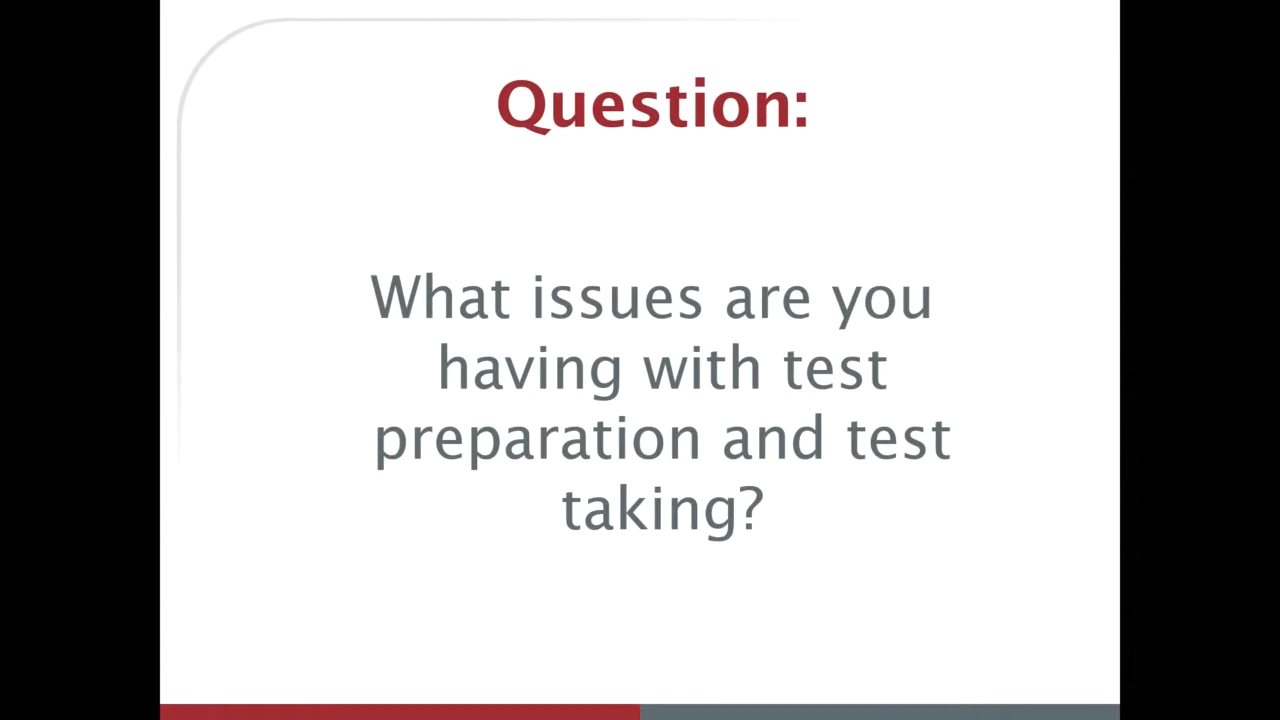 Question:
What issues are you
having with test
preparation and test
taking?